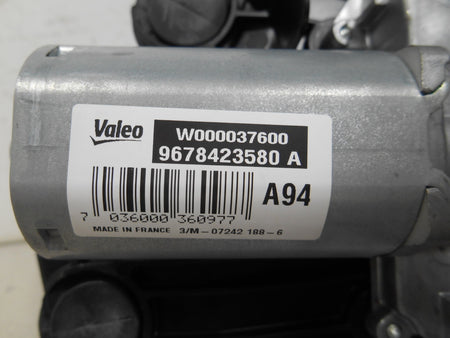 Valeo
W000037600
9678423580 A
A94
7 036000 360977
MADE IN FRANCE 3/M-07242 188-6